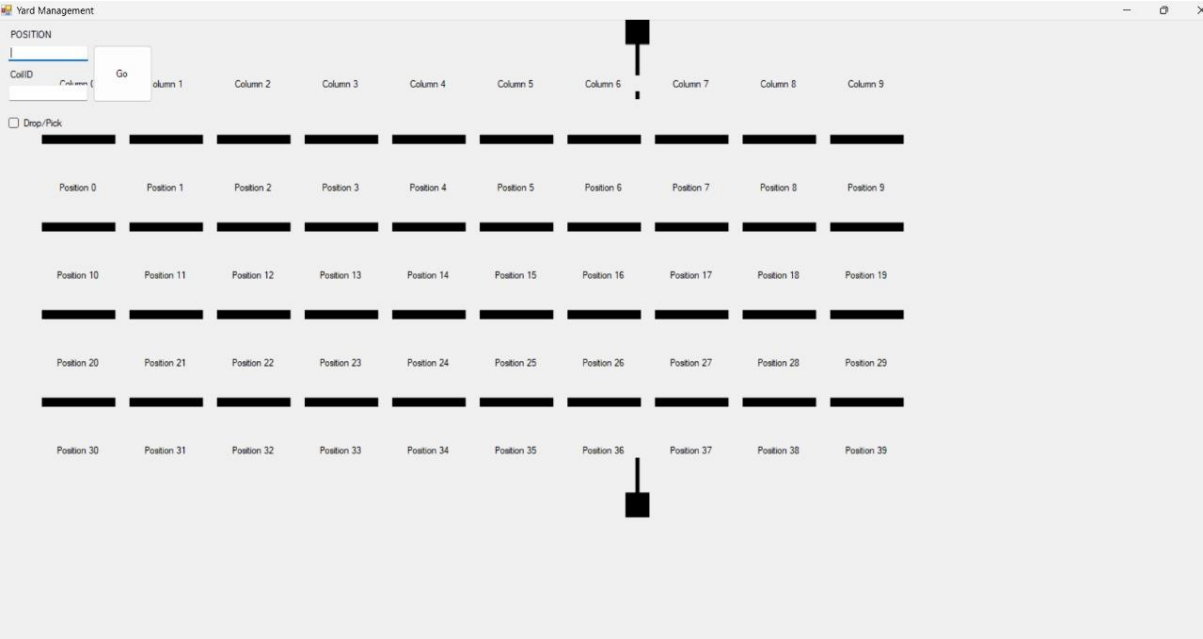 Yard Management
POSITION
CoilID
Go
Column 1 Column 2 Column 3 Column 4 Column 5 Column 6 Column 7 Column 8 Column 9
Drop/Pick
Position 0 Position 1 Position 2 Position 3 Position 4 Position 5 Position 6 Position 7 Position 8 Position 9
Position 10 Position 11 Position 12 Position 13 Position 14 Position 15 Position 16 Position 17 Position 18 Position 19
Position 20 Position 21 Position 22 Position 23 Position 24 Position 25 Position 26 Position 27 Position 28 Position 29
Position 30 Position 31 Position 32 Position 33 Position 34 Position 35 Position 36 Position 37 Position 38 Position 39